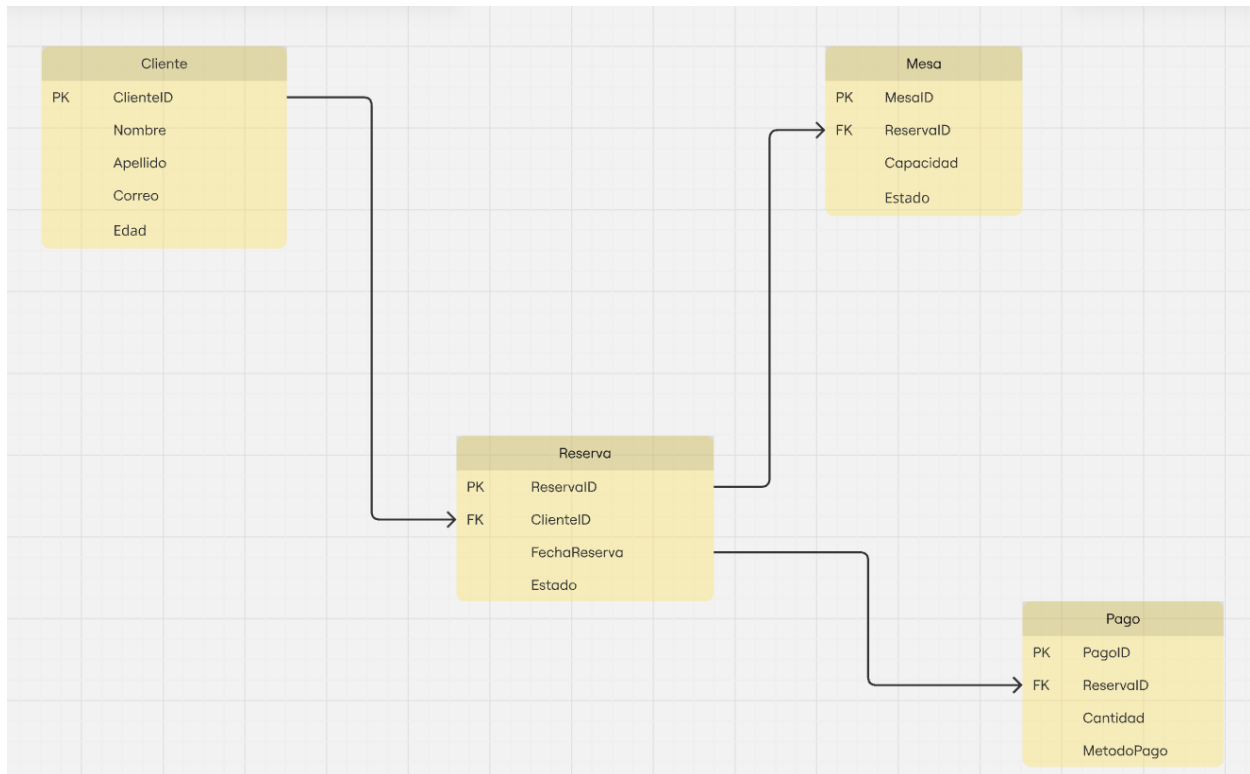 Cliente
PK ClienteID
Nombre
Apellido
Correo
Edad
Mesa
PK MesaID
FK ReservaID
Capacidad
Estado
Reserva
PK ReservaID
FK ClienteID
FechaReserva
Estado
Pago
PK PagoID
FK ReservaID
Cantidad
MetodoPago